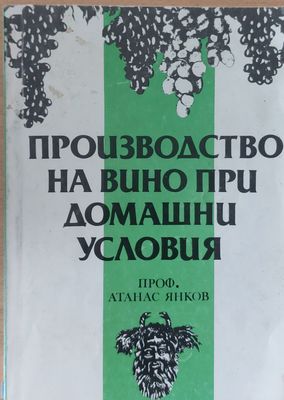 ПРОИЗВОДСТВО
НА ВИНО ПРИ
ДОМАШНИ
УСЛОВИЯ
ПРОФ.
АТАНАС ЯНКОВ